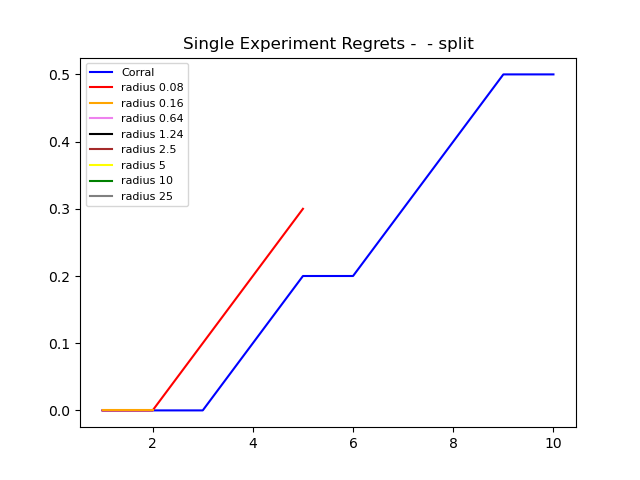 Single Experiment Regrets -  - split
Corral
radius 0.08
radius 0.16
radius 0.64
radius 1.24
radius 2.5
radius 5
radius 10
radius 25
0.5
0.4
0.3
0.2
0.1
0.0
2 4 6 8 10